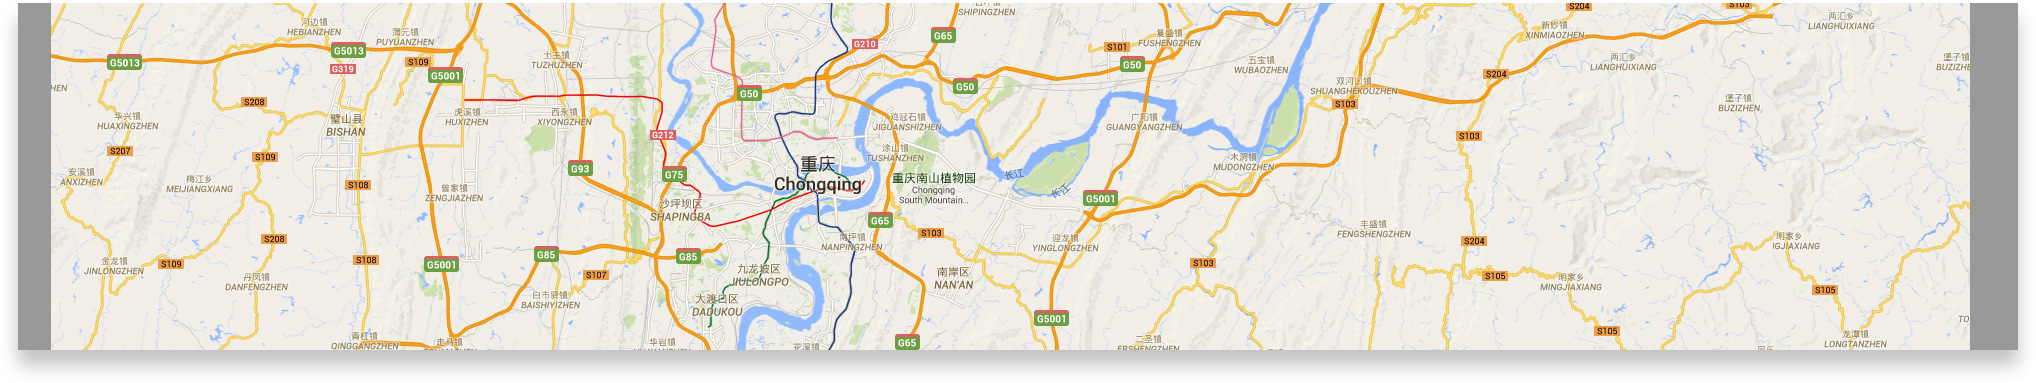 河边镇
HEBIANZHEN
蒲元镇
PUYUANZHEN
SHIPINGZHEN
S204
S103
两汇乡
LIANGHUIXIANG
新妙镇
XINMIAOZHEN
G5013
G5013
G319
S109
G5001
土主镇
TUZHUZHEN
G210
G65
S101
复盛镇
FUSHENGZHEN
G50
五宝镇
WUBAOZHEN
S204
两汇乡
LIANGHUIXIANG
堡子镇
BUZIZHE
HEN
S208
G50
G50
双河口镇
SHUANGHEKOUZHEN
S103
堡子镇
BUZIZHEN
华兴镇
HUAXINGZHEN
璧山县
BISHAN
虎溪镇
HUXIZHEN
西永镇
XIYONGZHEN
G212
鸡冠石镇
JIGUANSHIZHEN
广阳镇
GUANGYANGZHEN
S103
S207
S109
G93
G75
涂山镇
TUSHANZHEN
木洞镇
MUDONGZHEN
安溪镇
ANXIZHEN
梅江乡
MEIJIANGXIANG
S108
曾家镇
ZENGJIAZHEN
重庆
Chongqing
重庆南山植物园
Chongqing
South Mountain...
长江
长江
G5001
沙坪坝区
SHAPINGBA
G65
S103
S208
G85
G85
南坪镇
NANPINGZHEN
迎龙镇
YINGLONGZHEN
丰盛镇
FENGSHENGZHEN
S204
明家乡
IGJIAXIANG
金龙镇
JINLONGZHEN
S109
S108
G5001
S107
九龙坡区
JIULONGPO
南岸区
NAN'AN
S103
S105
明家乡
MINGJIAXIANG
丹凤镇
DANFENGZHEN
白市驿镇
BAISHIYIZHEN
大渡口区
DADUKOU
S105
G5001
S105
青杠镇
QINGGANGZHEN
走马镇
华岩镇
HUAYANZHEN
花溪镇
G65
二圣镇
ERSHENGZHEN
龙潭镇
LONGTANZHEN
TO